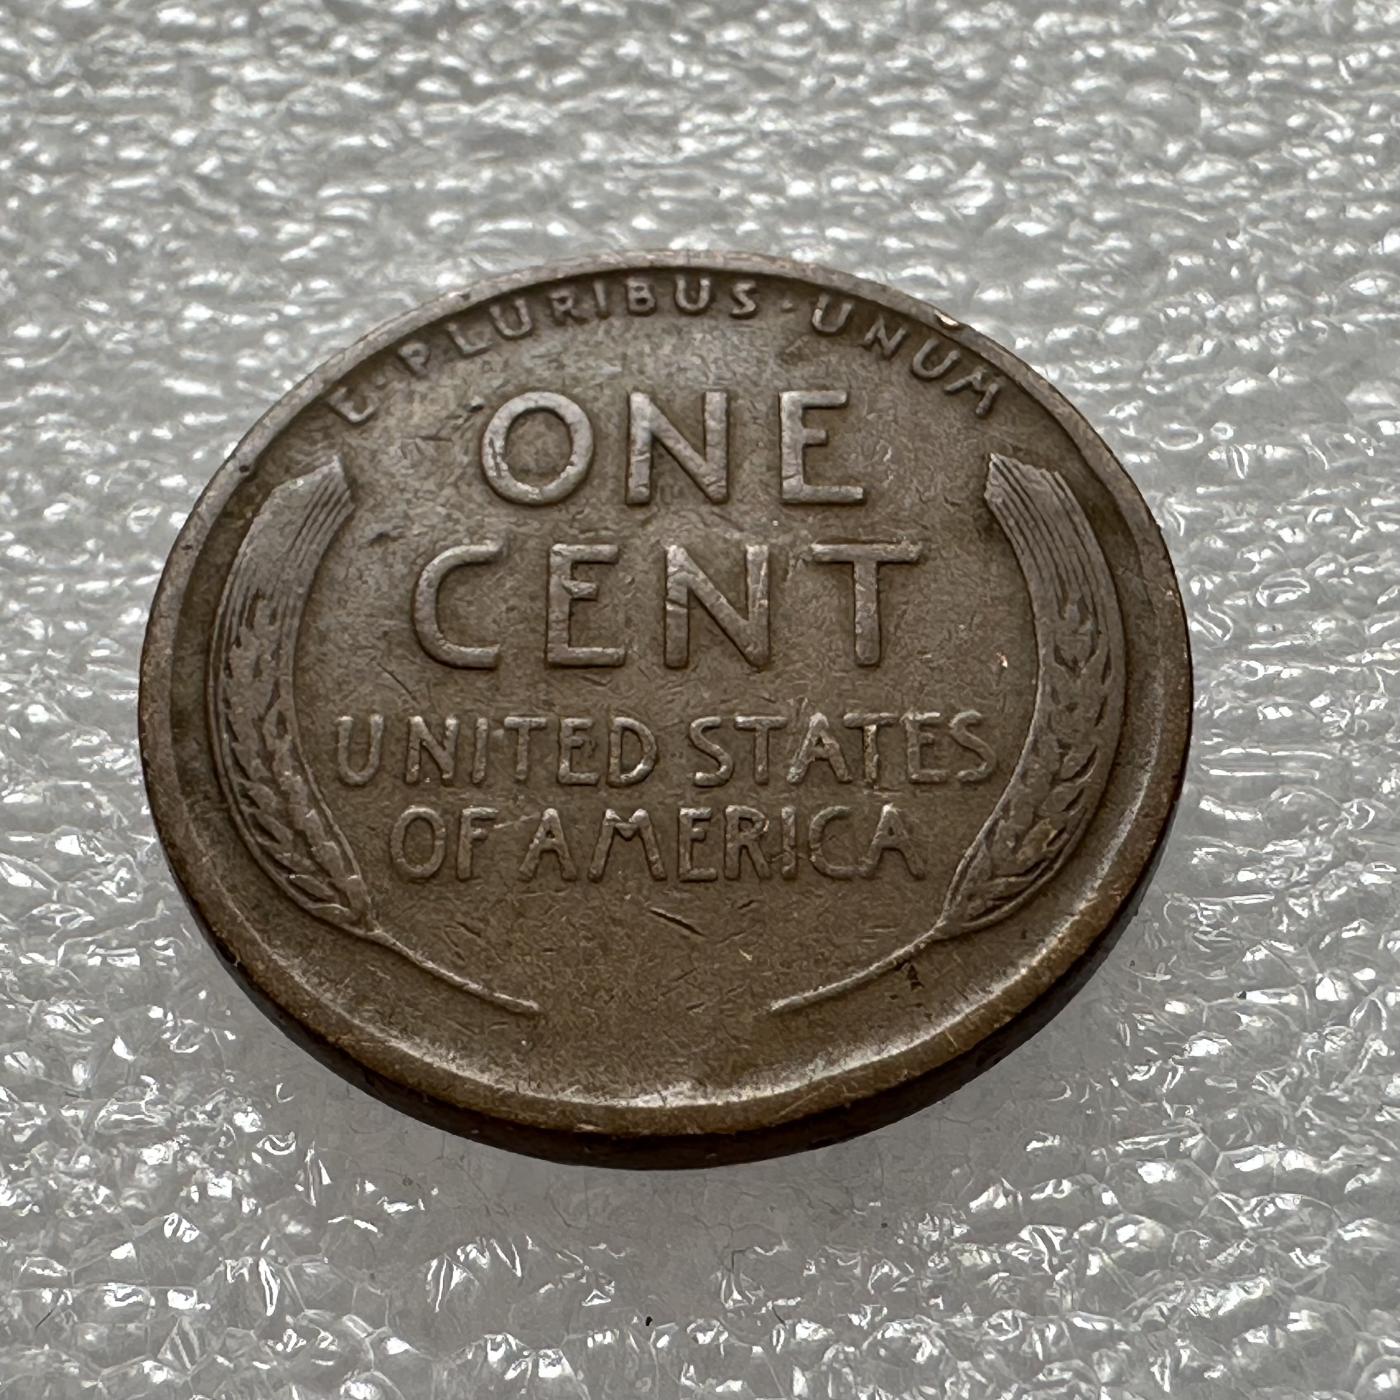 E · PLURIBUS · UNUM
ONE
CENT
UNITED STATES
OF AMERICA